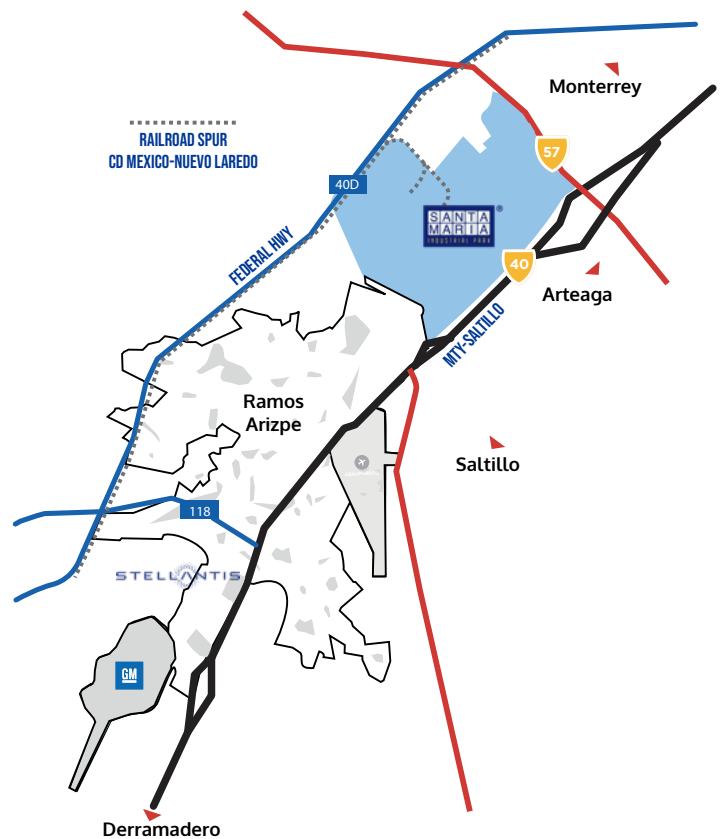 Monterrey
RAILROAD SPUR
CD MEXICO-NUEVO LAREDO
57
40D
SANTA
MARIA
INDUSTRIAL PARK
®
FEDERAL HWY
40
Arteaga
MTY-SALTILLO
Ramos
Arizpe
Saltillo
118
STELLANTIS
GM
Derramadero